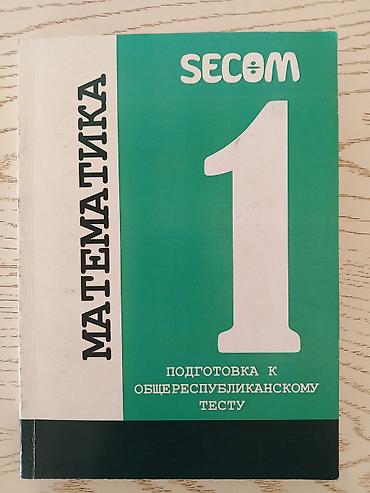 SECOM
МАТЕМАТИКА
1
ПОДГОТОВКА К
ОБЩЕРЕСПУБЛИКАНСКОМУ
ТЕСТУ